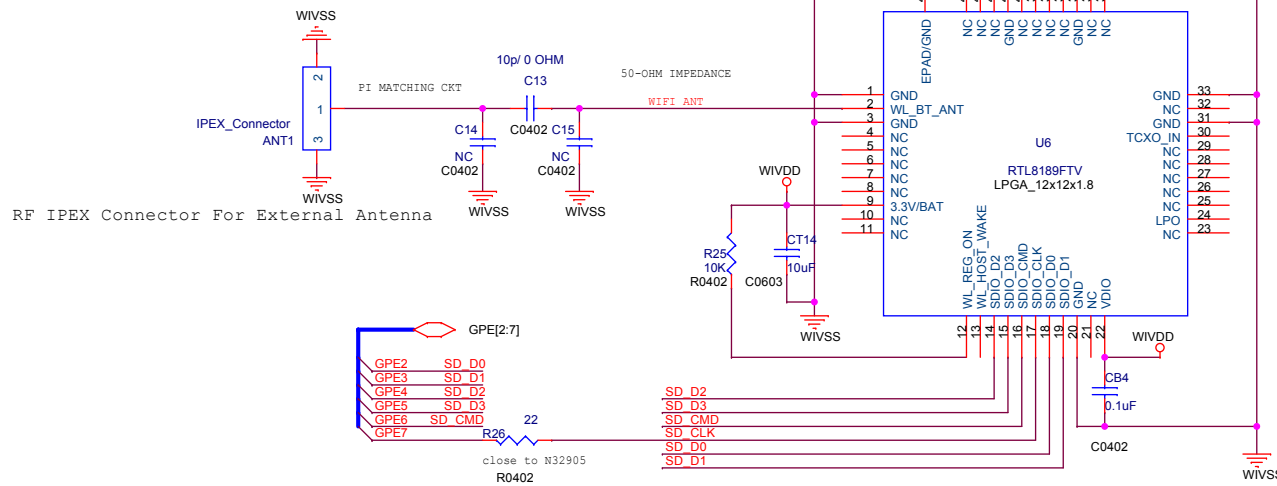 WIVSS
2
1
3
IPEX_Connector
ANT1
WIVSS
RF IPEX Connector For External Antenna
PI MATCHING CKT
10p/ 0 OHM
C13
C0402
C14
NC
C0402
WIVSS
C15
NC
C0402
WIVSS
50-OHM IMPEDANCE
WIFI ANT
EPAD/GND
NC
NC
NC
GND
NC
NC
NC
NC
GND
NC
NC
1 GND
2 WL_BT_ANT
3 GND
4 NC
5 NC
6 NC
7 NC
8 NC
9 3.3V/BAT
10 NC
11 NC
U6
RTL8189FTV
LPGA_12x12x1.8
GND 33
NC 32
GND 31
TCXO_IN 30
NC 29
NC 28
NC 27
NC 26
NC 25
LPO 24
NC 23
WL_REG_ON 12
WL_HOST_WAKE 13
SDIO_D2 14
SDIO_D3 15
SDIO_CMD 16
SDIO_CLK 17
SDIO_D0 18
SDIO_D1 19
GND 20
NC 21
VDIO 22
WIVDD
R25
10K
R0402
CT14
10uF
C0603
WIVSS
WIVDD
CB4
0.1uF
C0402
WIVSS
GPE[2:7]
GPE2 SD_D0
GPE3 SD_D1
GPE4 SD_D2
GPE5 SD_D3
GPE6 SD_CMD
GPE7
R26
22
close to N32905
R0402
SD_D2
SD_D3
SD_CMD
SD_CLK
SD_D0
SD_D1